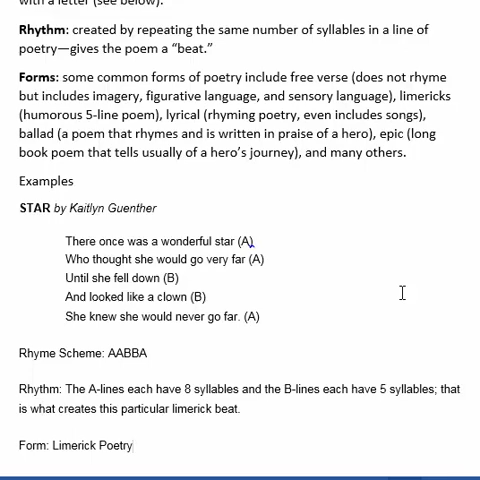 with a letter (see below).
Rhythm: created by repeating the same number of syllables in a line of
poetry—gives the poem a “beat.”
Forms: some common forms of poetry include free verse (does not rhyme
but includes imagery, figurative language, and sensory language), limericks
(humorous 5-line poem), lyrical (rhyming poetry, even includes songs),
ballad (a poem that rhymes and is written in praise of a hero), epic (long
book poem that tells usually of a hero’s journey), and many others.
Examples
STAR by Kaitlyn Guenther
There once was a wonderful star (A)
Who thought she would go very far (A)
Until she fell down (B)
And looked like a clown (B)
She knew she would never go far. (A)
Rhyme Scheme: AABBA
Rhythm: The A-lines each have 8 syllables and the B-lines each have 5 syllables; that
is what creates this particular limerick beat.
Form: Limerick Poetry